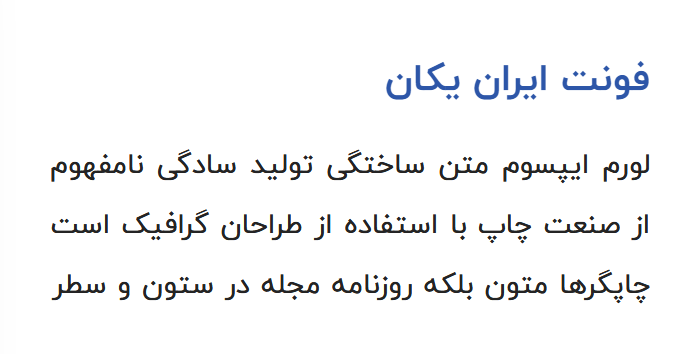 فونت ایران یکان
لورم ایپسوم متن ساختگی تولید سادگی نامفهوم
از صنعت چاپ با استفاده از طراحان گرافیک است
چاپگرها متون بلکه روزنامه مجله در ستون و سطر